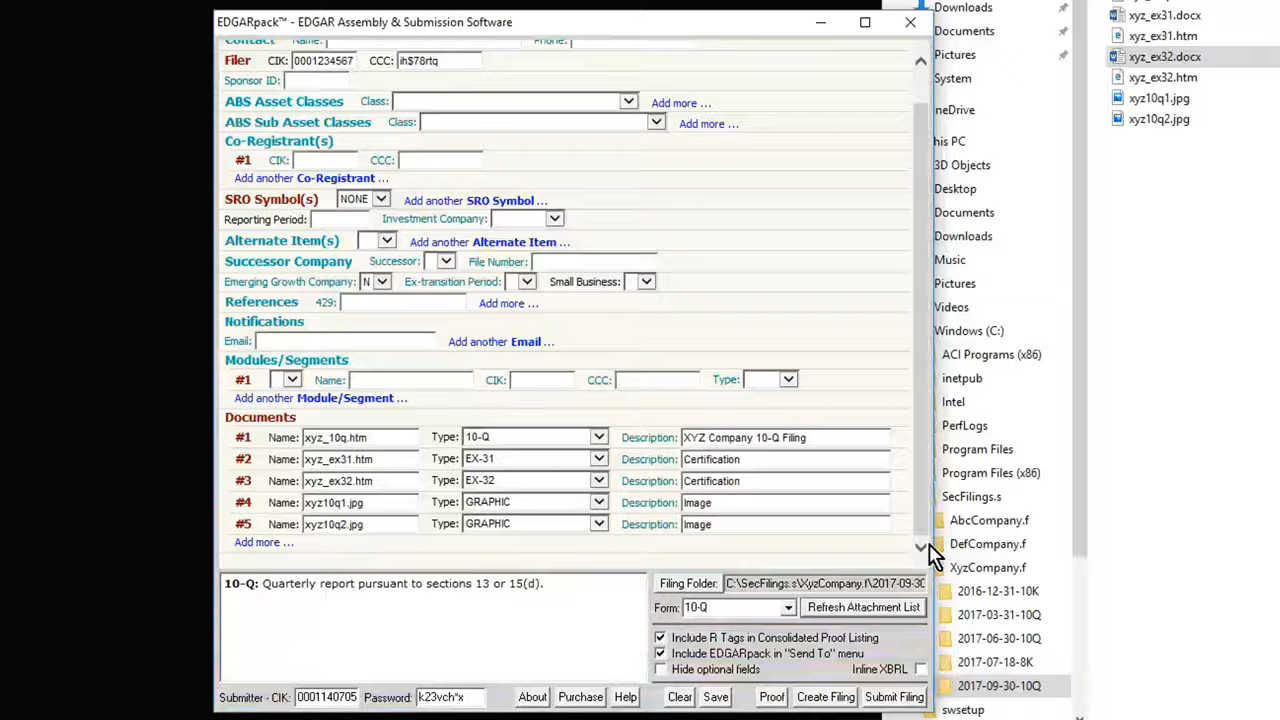 EDGARpack™ - EDGAR Assembly & Submission Software
Contact Name: Phone:
Filer CIK: 0001234567 CCC: ih$78rtq
Sponsor ID:
ABS Asset Classes Class: Add more ...
ABS Sub Asset Classes Class: Add more ...
Co-Registrant(s)
#1 CIK: CCC:
Add another Co-Registrant ...
SRO Symbol(s) NONE Add another SRO Symbol ...
Reporting Period: Investment Company:
Alternate Item(s) Add another Alternate Item ...
Successor Company Successor: File Number:
Emerging Growth Company: N Ex-transition Period: Small Business:
References 429: Add more ...
Notifications
Email: Add another Email ...
Modules/Segments
#1 Name: CIK: CCC: Type:
Add another Module/Segment ...
Documents
#1 Name: xyz_10q.htm Type: 10-Q Description: XYZ Company 10-Q Filing
#2 Name: xyz_ex31.htm Type: EX-31 Description: Certification
#3 Name: xyz_ex32.htm Type: EX-32 Description: Certification
#4 Name: xyz10q1.jpg Type: GRAPHIC Description: Image
#5 Name: xyz10q2.jpg Type: GRAPHIC Description: Image
Add more ...
10-Q: Quarterly report pursuant to sections 13 or 15(d).
Filing Folder: C:\SecFilings.s\XyzCompany.f\2017-09-30
Form: 10-Q Refresh Attachment List
Include R Tags in Consolidated Proof Listing
Include EDGARpack in "Send To" menu
Hide optional fields Inline XBRL
Submitter - CIK: 0001140705 Password: k23vch*x About Purchase Help Clear Save Proof Create Filing Submit Filing
Downloads
Documents
Pictures
System
neDrive
his PC
3D Objects
Desktop
Documents
Downloads
Music
Pictures
Videos
Windows (C:)
ACI Programs (x86)
inetpub
Intel
PerfLogs
Program Files
Program Files (x86)
SecFilings.s
AbcCompany.f
DefCompany.f
XyzCompany.f
2016-12-31-10K
2017-03-31-10Q
2017-06-30-10Q
2017-07-18-8K
2017-09-30-10Q
swsetup
xyz_ex31.docx
xyz_ex31.htm
xyz_ex32.docx
xyz_ex32.htm
xyz10q1.jpg
xyz10q2.jpg